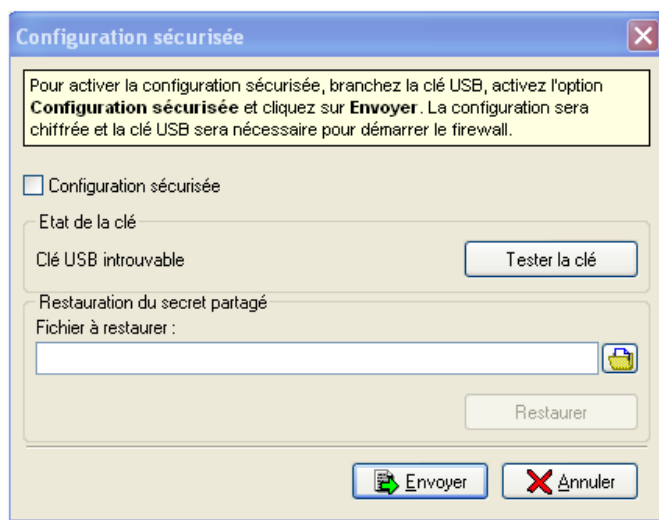 Configuration sécurisée
Pour activer la configuration sécurisée, branchez la clé USB, activez l'option
Configuration sécurisée et cliquez sur Envoyer. La configuration sera
chiffrée et la clé USB sera nécessaire pour démarrer le firewall.
Configuration sécurisée
Etat de la clé
Clé USB introuvable
Tester la clé
Restauration du secret partagé
Fichier à restaurer :
Restaurer
Envoyer
Annuler